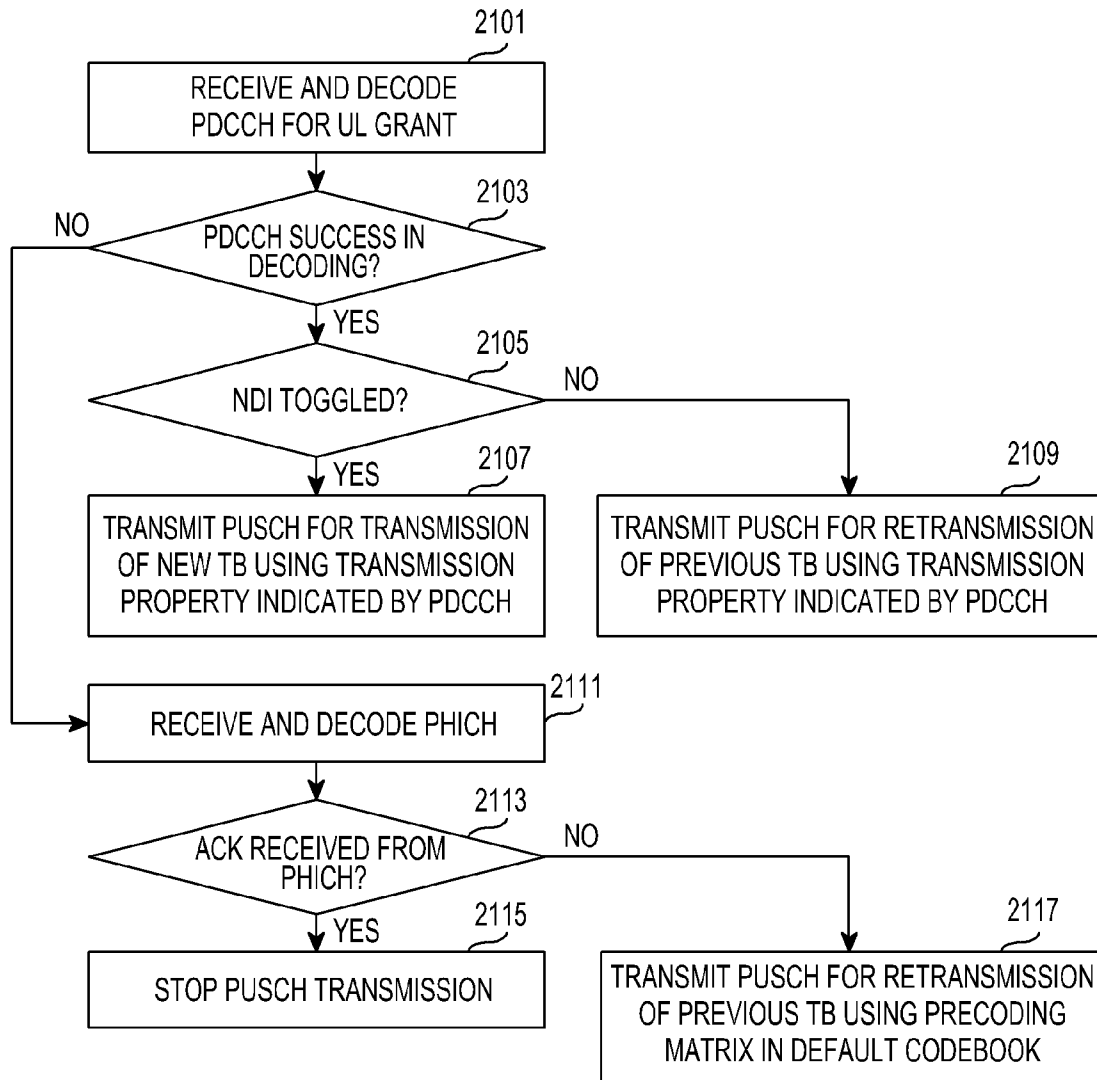 2101
RECEIVE AND DECODE
PDCCH FOR UL GRANT
2103
NO
PDCCH SUCCESS IN
DECODING?
YES
2105
NO
NDI TOGGLED?
YES
2107
2109
TRANSMIT PUSCH FOR TRANSMISSION
OF NEW TB USING TRANSMISSION
PROPERTY INDICATED BY PDCCH
TRANSMIT PUSCH FOR RETRANSMISSION
OF PREVIOUS TB USING TRANSMISSION
PROPERTY INDICATED BY PDCCH
2111
RECEIVE AND DECODE PHICH
2113
NO
ACK RECEIVED FROM
PHICH?
YES
2115
2117
STOP PUSCH TRANSMISSION
TRANSMIT PUSCH FOR RETRANSMISSION
OF PREVIOUS TB USING PRECODING
MATRIX IN DEFAULT CODEBOOK